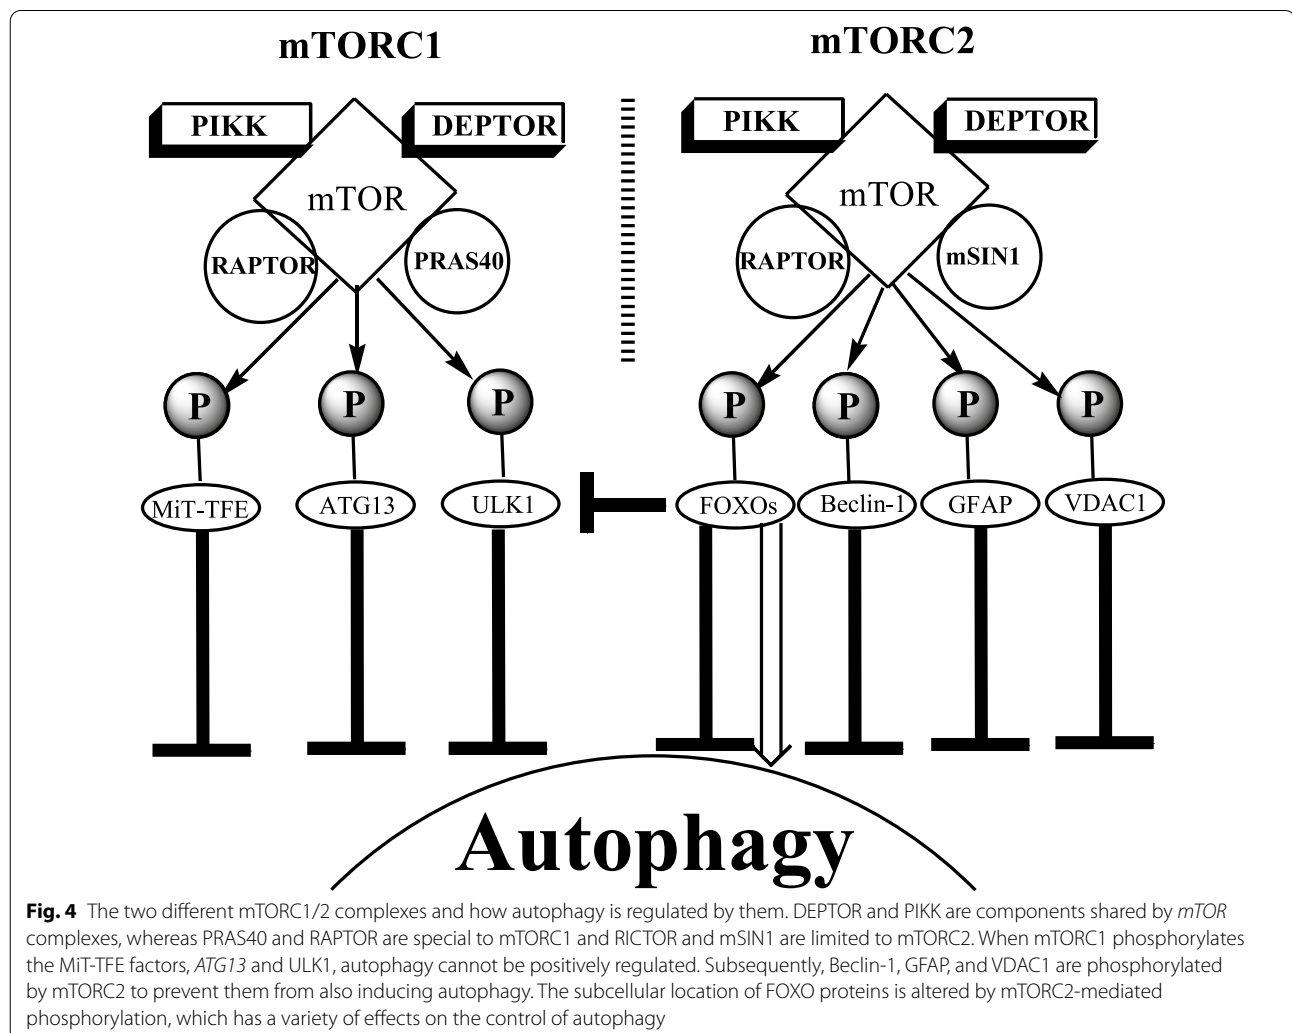 mTORC1
mTORC2
PIKK
DEPTOR
mTOR
RAPTOR
PRAS40
PIKK
DEPTOR
mTOR
RAPTOR
mSIN1
P
P
P
P
P
P
P
MiT-TFE
ATG13
ULK1
FOXOs
Beclin-1
GFAP
VDAC1
Autophagy
Fig. 4 The two different mTORC1/2 complexes and how autophagy is regulated by them. DEPTOR and PIKK are components shared by mTOR
complexes, whereas PRAS40 and RAPTOR are special to mTORC1 and RICTOR and mSIN1 are limited to mTORC2. When mTORC1 phosphorylates
the MiT-TFE factors, ATG13 and ULK1, autophagy cannot be positively regulated. Subsequently, Beclin-1, GFAP, and VDAC1 are phosphorylated
by mTORC2 to prevent them from also inducing autophagy. The subcellular location of FOXO proteins is altered by mTORC2-mediated
phosphorylation, which has a variety of effects on the control of autophagy